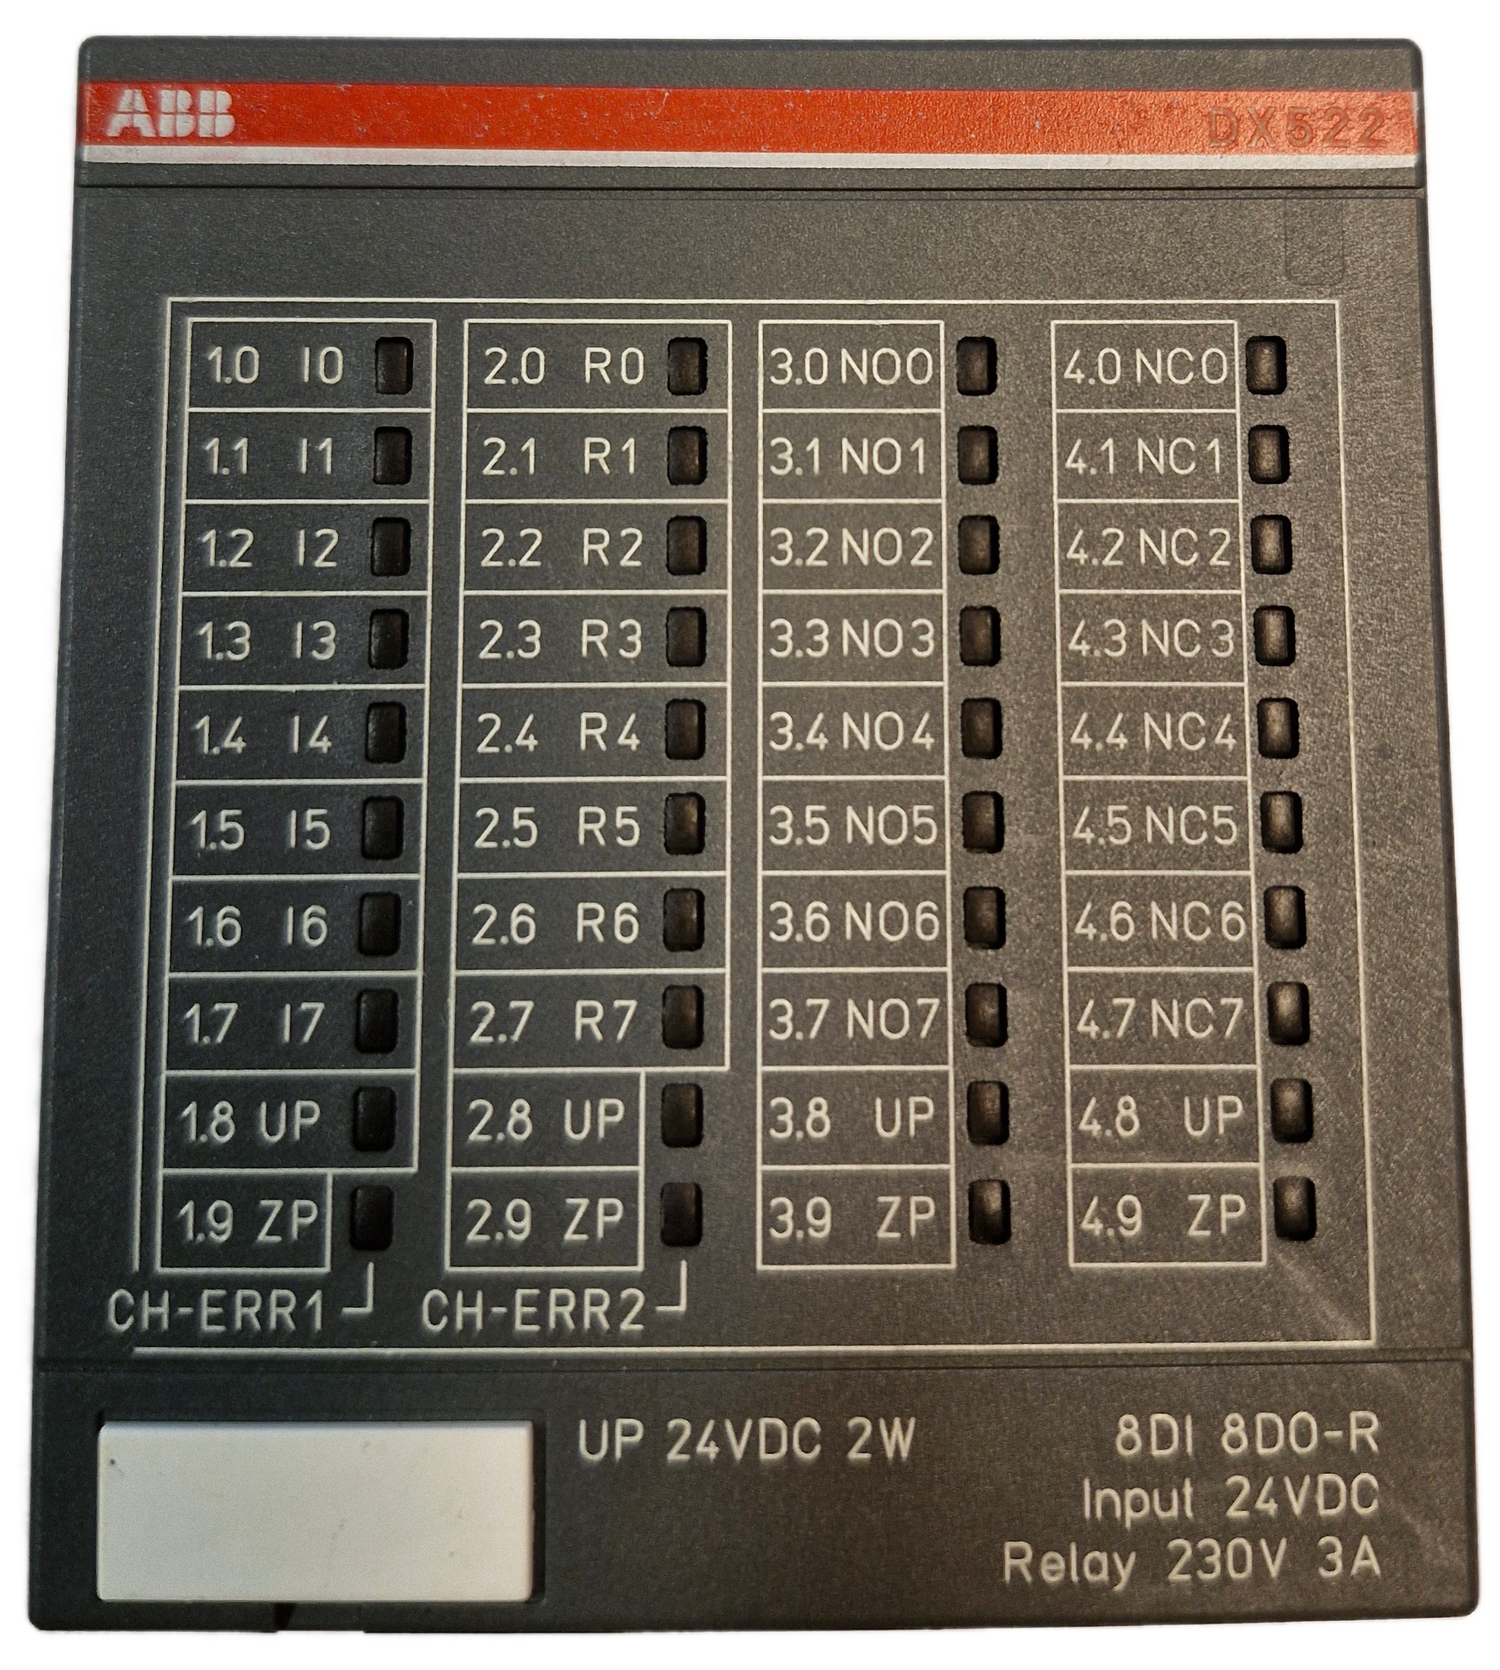 ABB DX522
1.0 I0 2.0 R0 3.0 NO0 4.0 NC0
1.1 I1 2.1 R1 3.1 NO1 4.1 NC1
1.2 I2 2.2 R2 3.2 NO2 4.2 NC2
1.3 I3 2.3 R3 3.3 NO3 4.3 NC3
1.4 I4 2.4 R4 3.4 NO4 4.4 NC4
1.5 I5 2.5 R5 3.5 NO5 4.5 NC5
1.6 I6 2.6 R6 3.6 NO6 4.6 NC6
1.7 I7 2.7 R7 3.7 NO7 4.7 NC7
1.8 UP 2.8 UP 3.8 UP 4.8 UP
1.9 ZP 2.9 ZP 3.9 ZP 4.9 ZP
CH-ERR1 CH-ERR2
UP 24VDC 2W 8DI 8DO-R
Input 24VDC
Relay 230V 3A